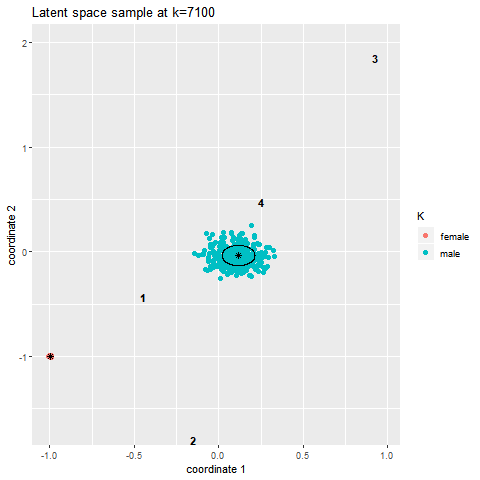 Latent space sample at k=7100
2
3
1
4
K
female
male
0
1
-1
2
-1.0
-0.5
0.0
0.5
1.0
coordinate 1
coordinate 2